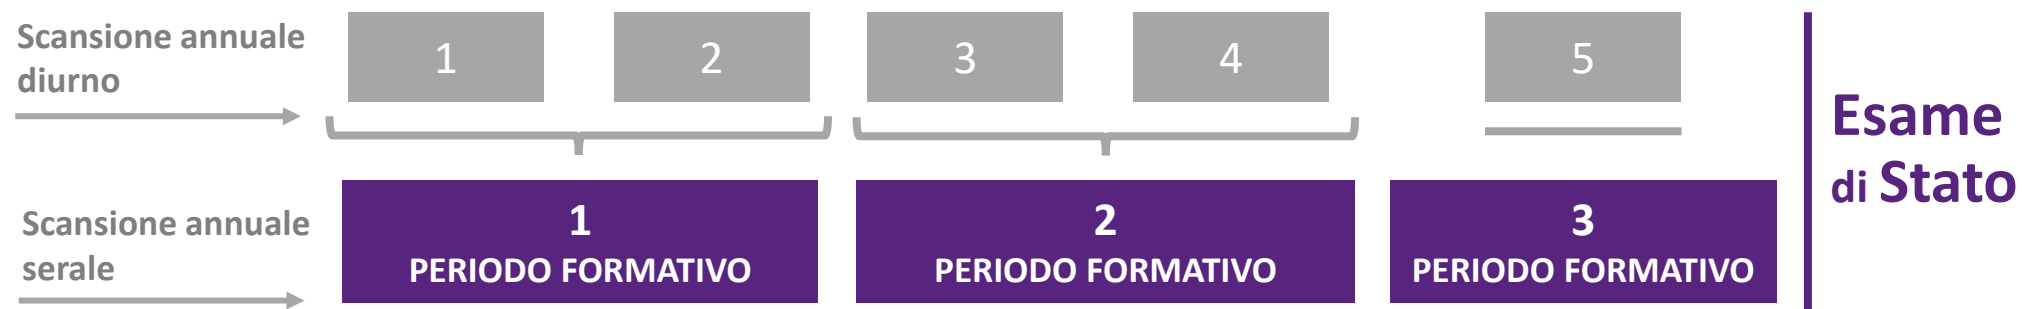 Scansione annuale
diurno
1
2
3
4
5
Esame
di Stato
Scansione annuale
serale
1
PERIODO FORMATIVO
2
PERIODO FORMATIVO
3
PERIODO FORMATIVO